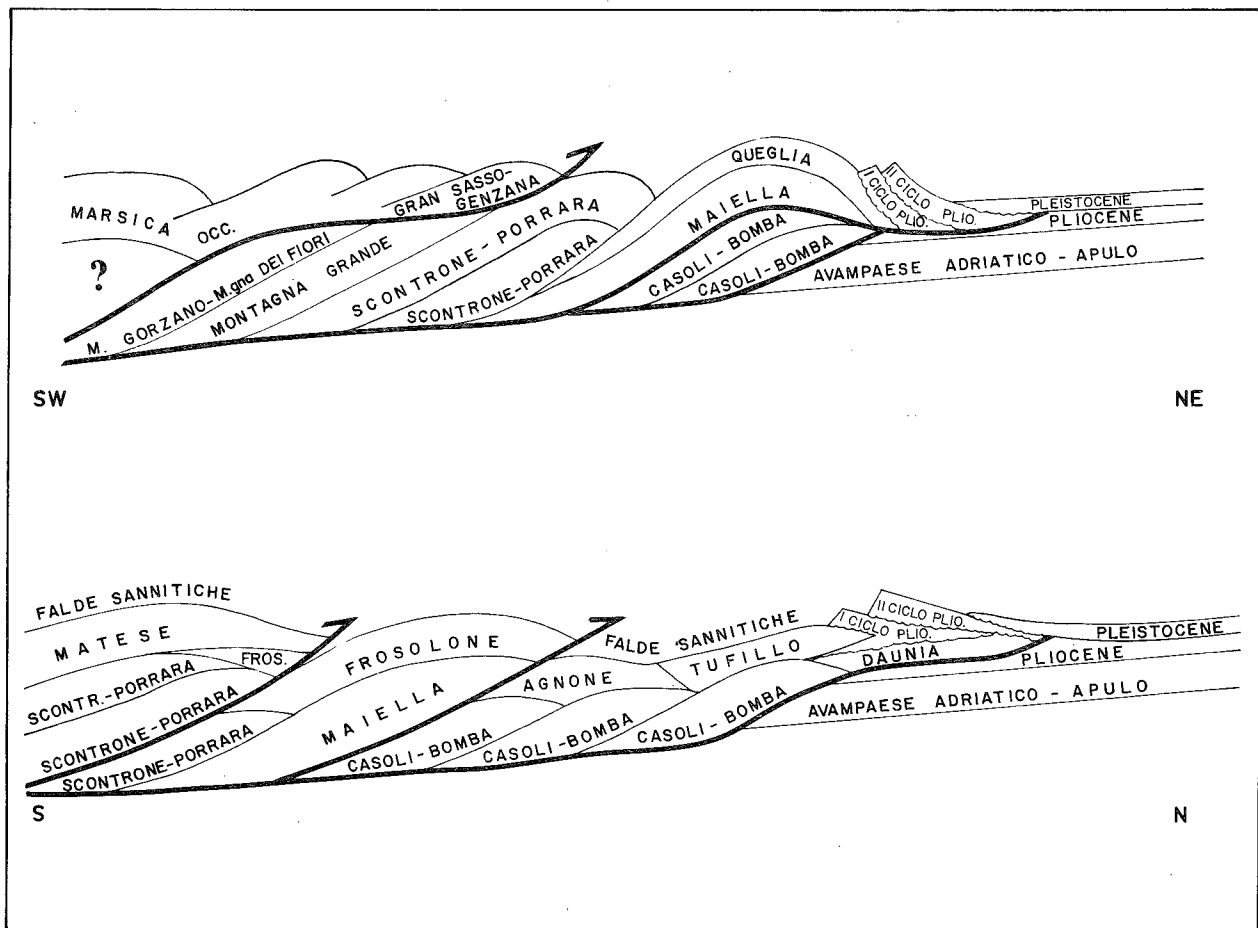 QUEGLIA
GRAN SASSO-
GENZANA
II CICLO PLIO.
I CICLO PLIO.
MARSICA OCC.
MAIELLA
PLEISTOCENE
PLIOCENE
?
M. GORZANO-M.gna DEI FIORI
MONTAGNA GRANDE
SCONTRONE-PORRARA
SCONTRONE-PORRARA
CASOLI-BOMBA
CASOLI-BOMBA
AVAMPAESE ADRIATICO-APULO
SW
NE
FALDE SANNITICHE
MATESE
FROS.
SCONTR.-PORRARA
SCONTRONE-PORRARA
SCONTRONE-PORRARA
FROSOLONE
MAIELLA
FALDE SANNITICHE
AGNONE
TUFILLO
II CICLO PLIO.
I CICLO PLIO.
DAUNIA
PLEISTOCENE
PLIOCENE
CASOLI-BOMBA
CASOLI-BOMBA
CASOLI-BOMBA
AVAMPAESE ADRIATICO-APULO
S
N